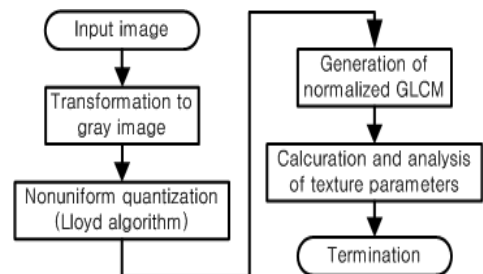 Input image
Transformation to
gray image
Nonuniform quantization
(Lloyd algorithm)
Generation of
normalized GLCM
Calcuration and analysis
of texture parameters
Termination